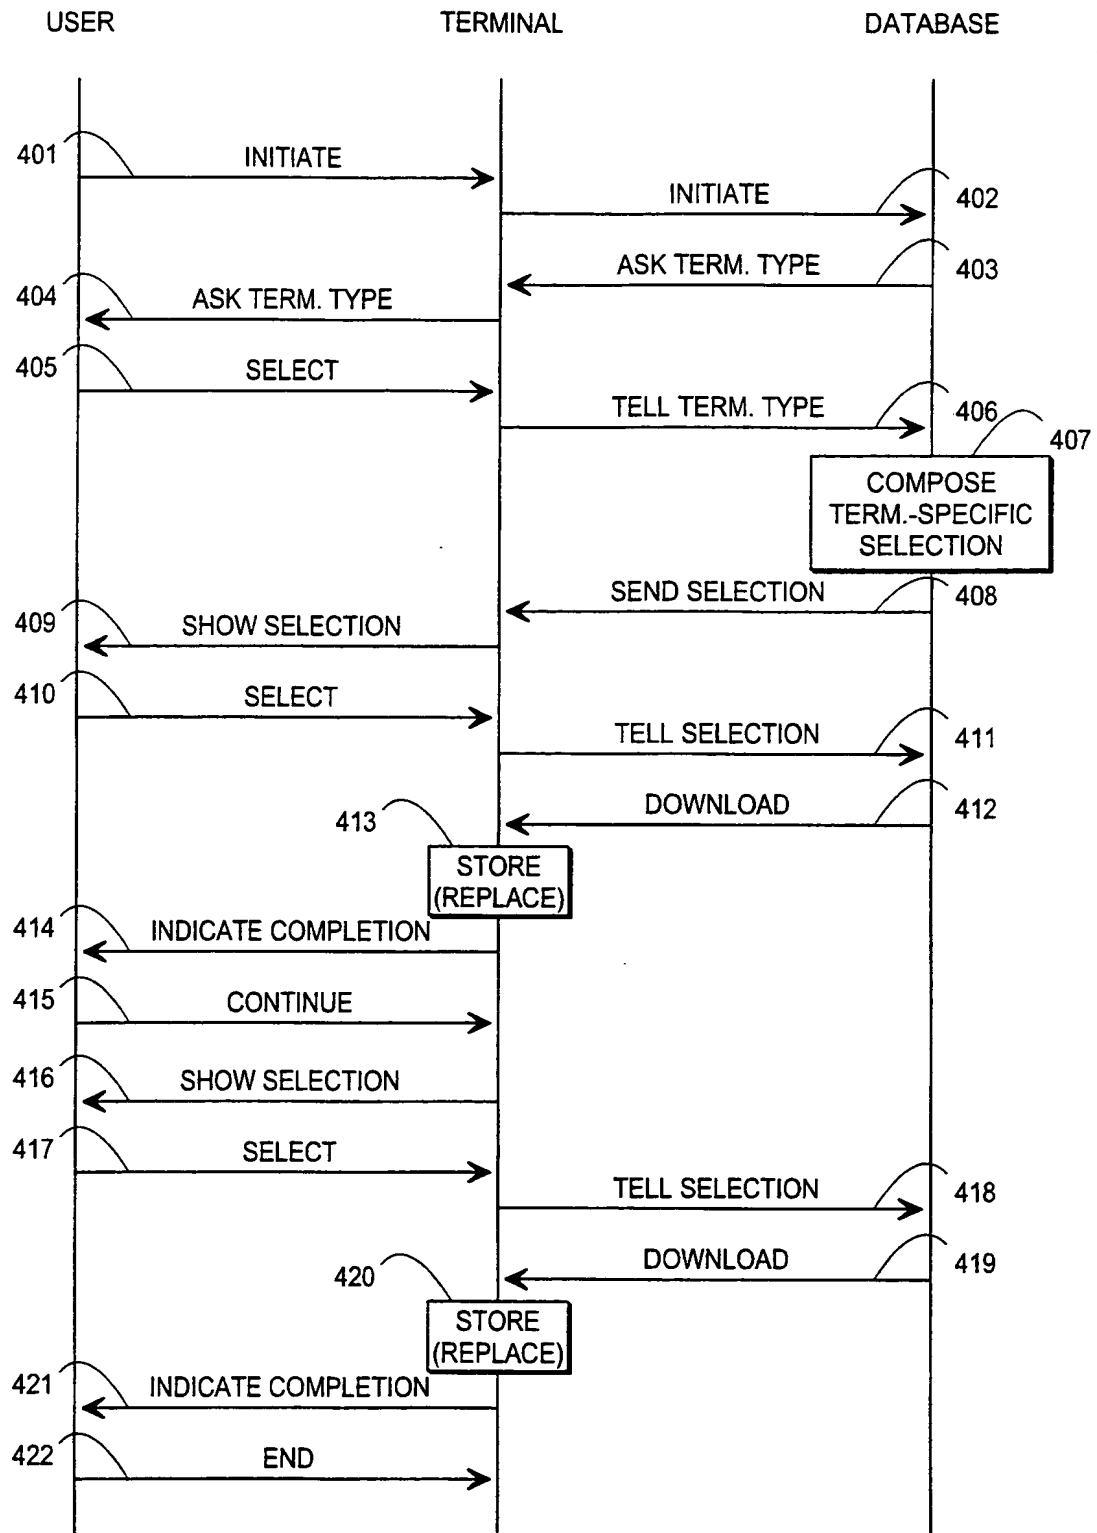 USER TERMINAL DATABASE
401 INITIATE
INITIATE 402
ASK TERM. TYPE 403
404 ASK TERM. TYPE
405 SELECT
TELL TERM. TYPE 406
407
COMPOSE
TERM.-SPECIFIC
SELECTION
SEND SELECTION 408
409 SHOW SELECTION
410 SELECT
TELL SELECTION 411
DOWNLOAD 412
413
STORE
(REPLACE)
414 INDICATE COMPLETION
415 CONTINUE
416 SHOW SELECTION
417 SELECT
TELL SELECTION 418
DOWNLOAD 419
420
STORE
(REPLACE)
421 INDICATE COMPLETION
422 END